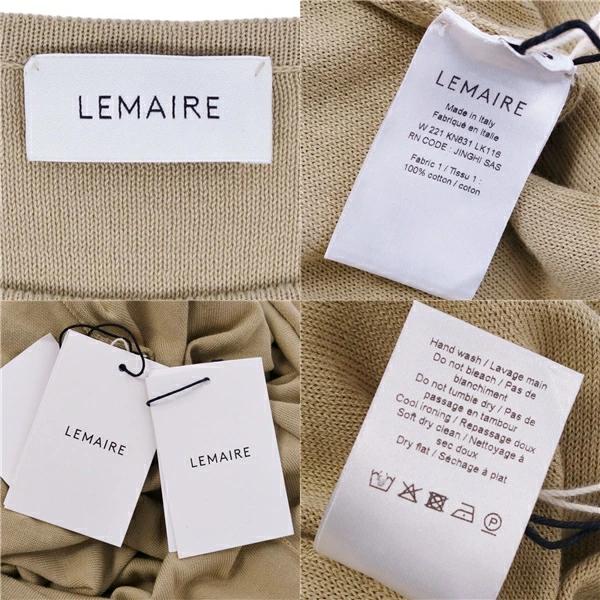 LEMAIRE
LEMAIRE
Made in Italy
Fabriqué en Italie
W 221 KN831 LK116
RN CODE : JINGHI SAS
Fabric 1 / Tissu 1 :
100% cotton / coton
LEMAIRE
LEMAIRE
Hand wash / Lavage main
Do not bleach / Pas de
blanchiment
Do not tumble dry / Pas de
passage en tambour
Cool ironing / Repassage doux
Soft dry clean / Nettoyage à
sec doux
Dry flat / Séchage à plat
P